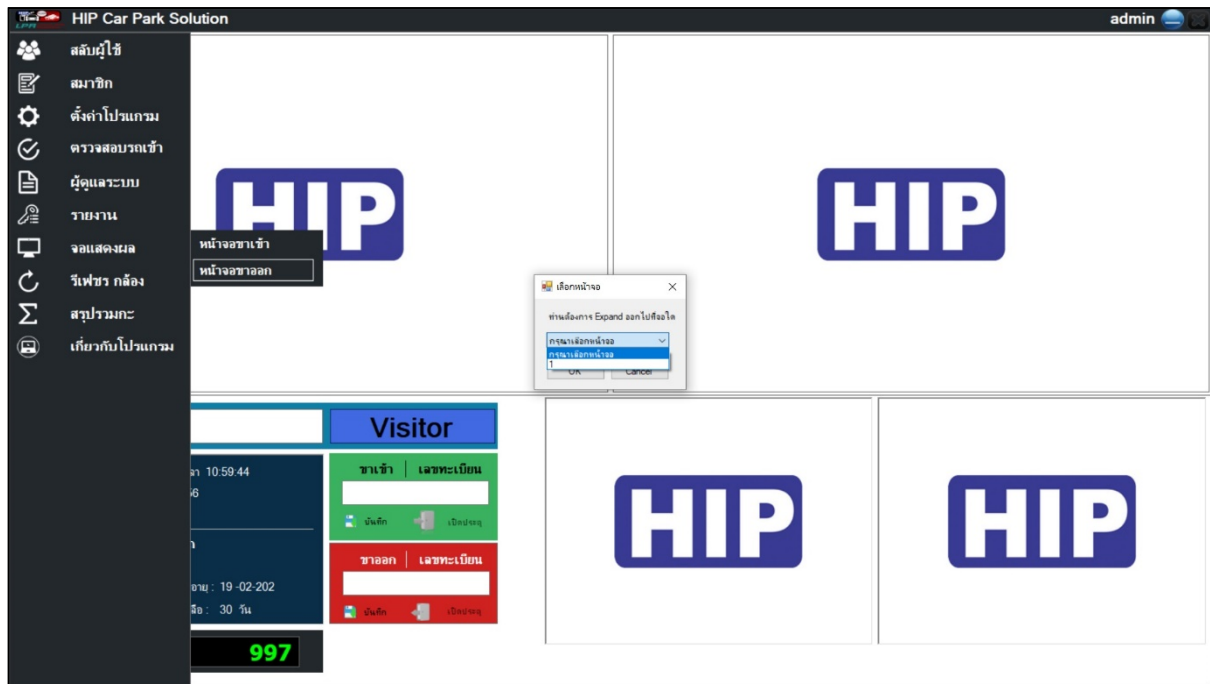 HIP Car Park Solution
admin
สลับผู้ใช้
สมาชิก
ตั้งค่าโปรแกรม
ตรวจสอบรถเข้า
ผู้ดูแลระบบ
รายงาน
จอแสดงผล
รีเฟชร กล้อง
สรุปรวมกะ
เกี่ยวกับโปรแกรม
หน้าจอขาเข้า
หน้าจอขาออก
HIP
HIP
เลือกหน้าจอ
ท่านต้องการ Expand ออกไปที่จอใด
กรุณาเลือกหน้าจอ
กรุณาเลือกหน้าจอ
1
OK Cancel
Visitor
10:59:44
ขาเข้า เลขทะเบียน
บันทึก เปิดประตู
ขาออก เลขทะเบียน
อายุ : 19 -02-202
30 วัน
บันทึก เปิดประตู
997
HIP
HIP